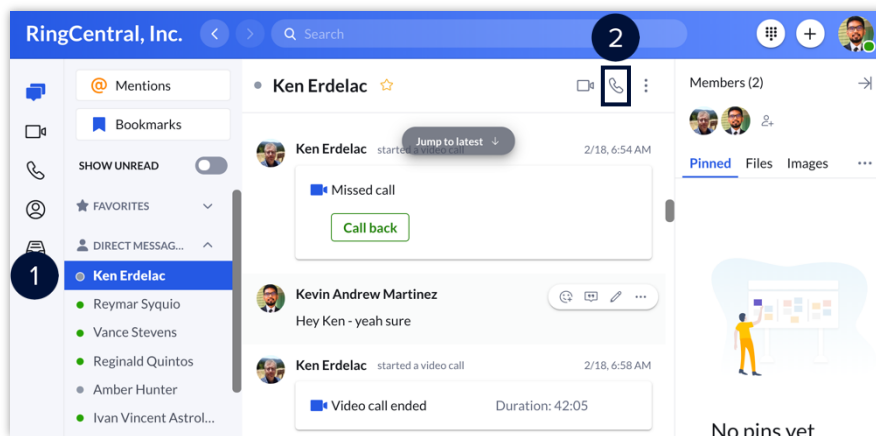 RingCentral, Inc.
Search
2
Mentions
Bookmarks
SHOW UNREAD
FAVORITES
DIRECT MESSAG...
1
Ken Erdelac
Reymar Syquio
Vance Stevens
Reginald Quintos
Amber Hunter
Ivan Vincent Astrol...
Ken Erdelac
Jump to latest ↓
Ken Erdelac started a video call 2/18, 6:54 AM
Missed call
Call back
Kevin Andrew Martinez
Hey Ken - yeah sure
Ken Erdelac started a video call 2/18, 6:58 AM
Video call ended Duration: 42:05
Members (2)
Pinned Files Images ...
No pins yet